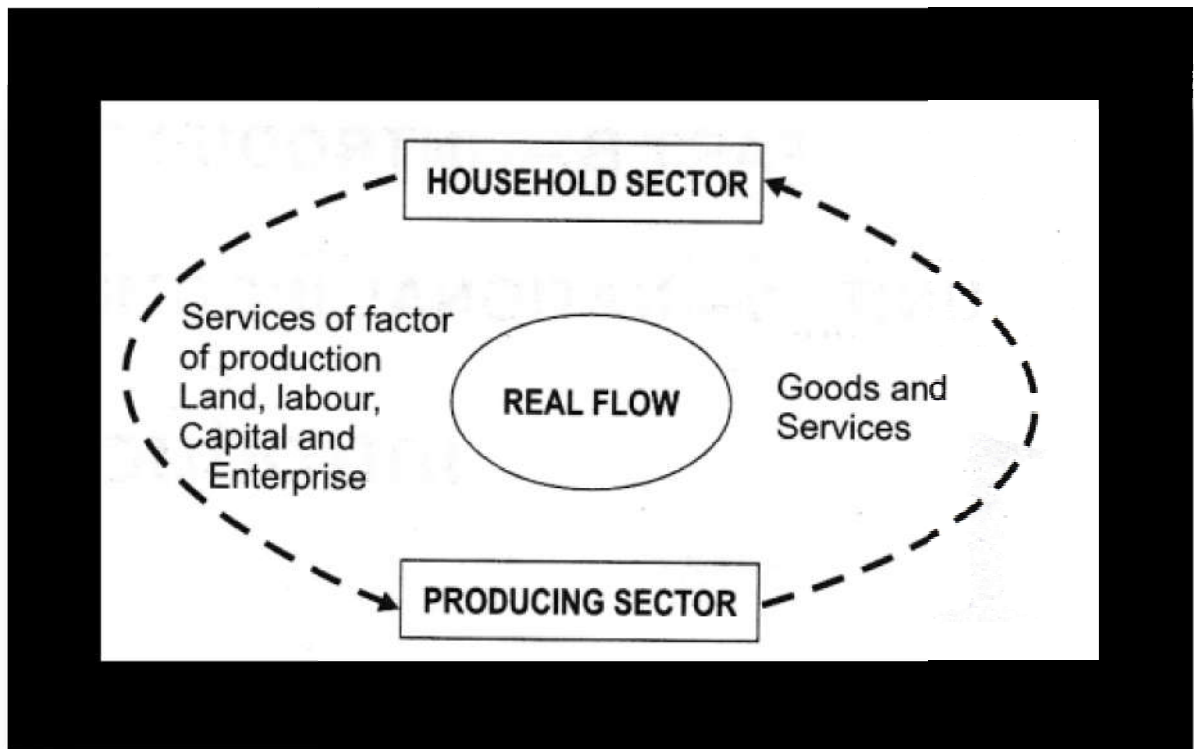 HOUSEHOLD SECTOR
Services of factor
of production
Land, labour,
Capital and
Enterprise
REAL FLOW
Goods and
Services
PRODUCING SECTOR